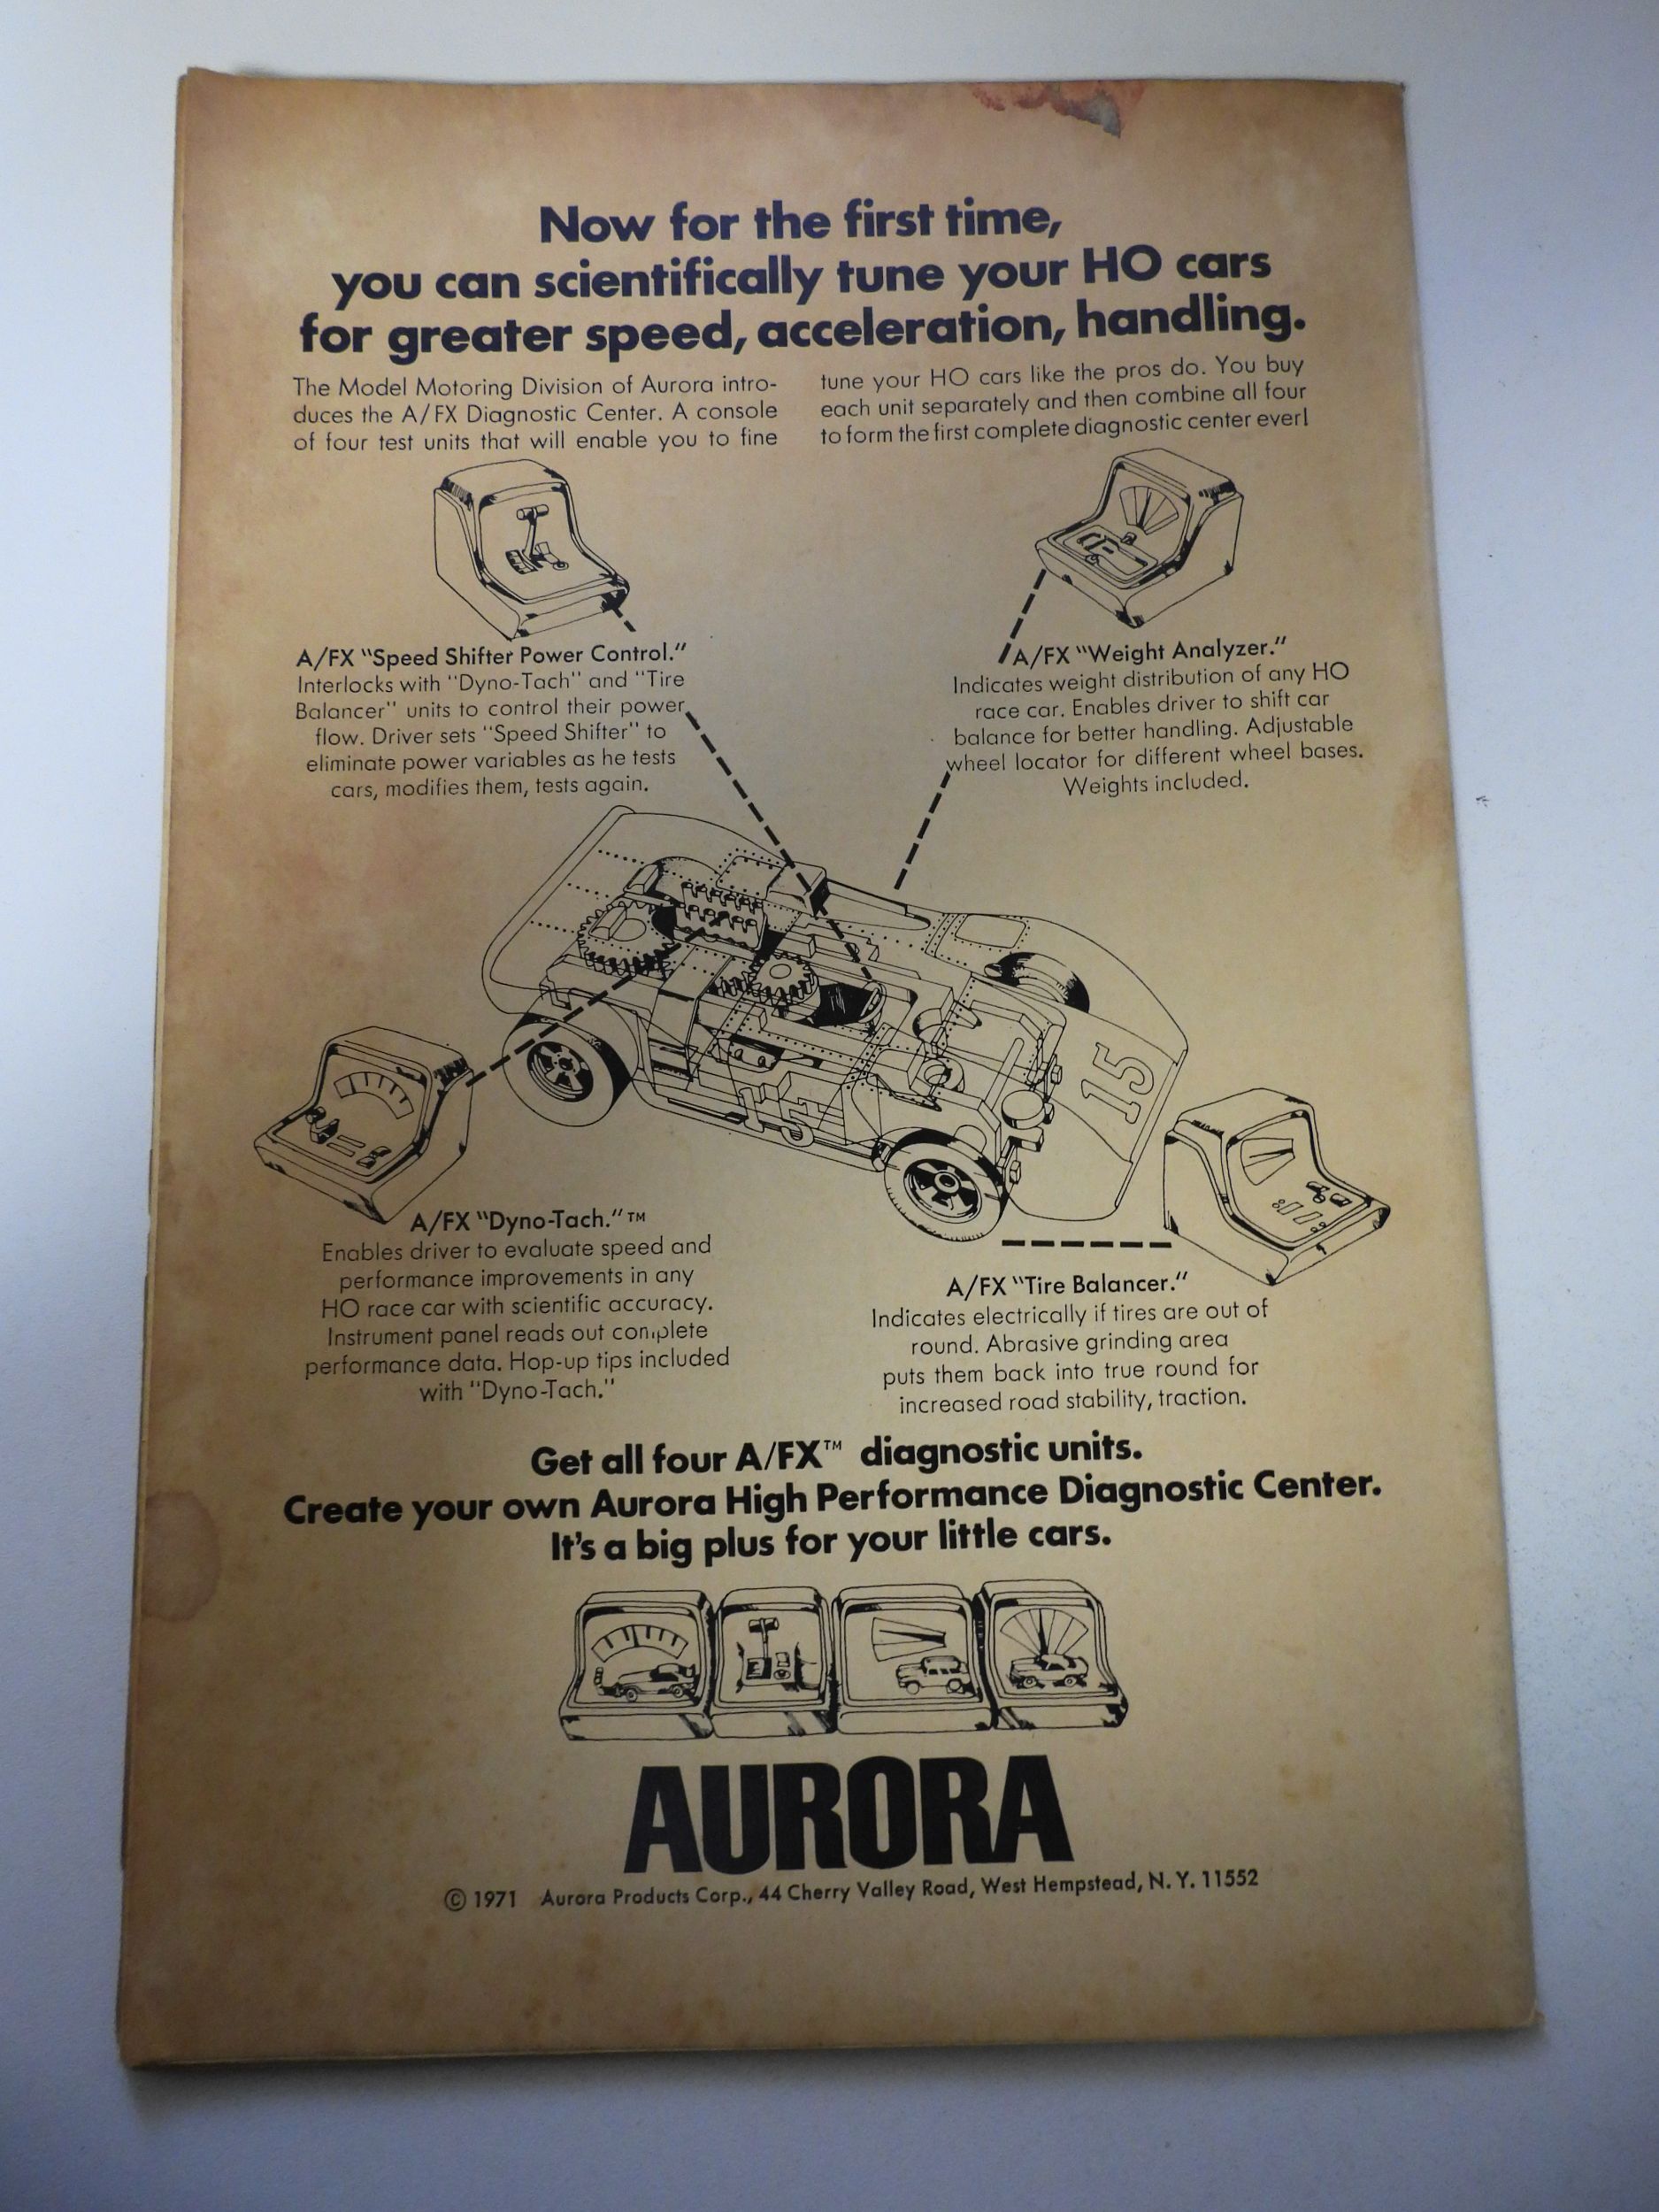 Now for the first time,
you can scientifically tune your HO cars
for greater speed, acceleration, handling.
The Model Motoring Division of Aurora intro-
duces the A/FX Diagnostic Center. A console
of four test units that will enable you to fine
tune your HO cars like the pros do. You buy
each unit separately and then combine all four
to form the first complete diagnostic center ever!
A/FX "Speed Shifter Power Control."
Interlocks with "Dyno-Tach" and "Tire
Balancer" units to control their power
flow. Driver sets "Speed Shifter" to
eliminate power variables as he tests
cars, modifies them, tests again.
A/FX "Weight Analyzer."
Indicates weight distribution of any HO
race car. Enables driver to shift car
balance for better handling. Adjustable
wheel locator for different wheel bases.
Weights included.
15
15
A/FX "Dyno-Tach."™
Enables driver to evaluate speed and
performance improvements in any
HO race car with scientific accuracy.
Instrument panel reads out complete
performance data. Hop-up tips included
with "Dyno-Tach."
A/FX "Tire Balancer."
Indicates electrically if tires are out of
round. Abrasive grinding area
puts them back into true round for
increased road stability, traction.
Get all four A/FX™ diagnostic units.
Create your own Aurora High Performance Diagnostic Center.
It's a big plus for your little cars.
AURORA
© 1971 Aurora Products Corp., 44 Cherry Valley Road, West Hempstead, N. Y. 11552